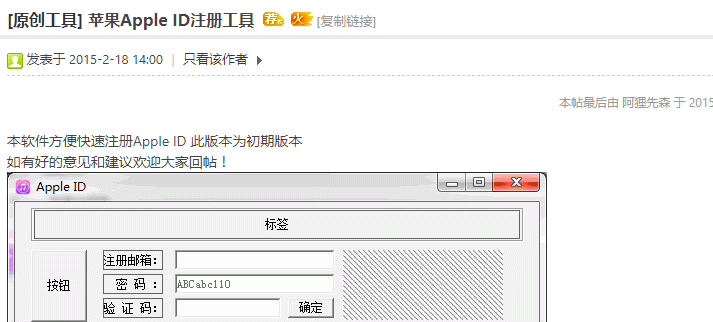 [原创工具] 苹果Apple ID注册工具 荐 火 [复制链接]
发表于 2015-2-18 14:00 | 只看该作者
本帖最后由 阿狸先森 于 2015
本软件方便快速注册Apple ID 此版本为初期版本
如有好的意见和建议欢迎大家回帖！
Apple ID
标签
注册邮箱:
按钮
密 码 : ABCabc110
验 证 码: 确定